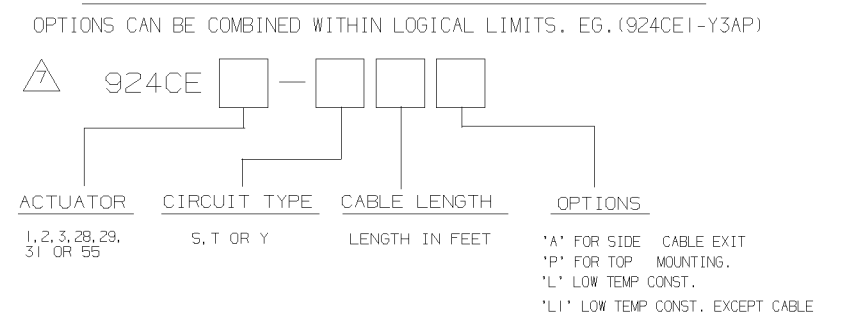 OPTIONS CAN BE COMBINED WITHIN LOGICAL LIMITS. EG.(924CE1-Y3AP)
7 924CE -
ACTUATOR CIRCUIT TYPE CABLE LENGTH OPTIONS
1,2,3,28,29,
31 OR 55
S,T OR Y
LENGTH IN FEET
'A' FOR SIDE CABLE EXIT
'P' FOR TOP MOUNTING.
'L' LOW TEMP CONST.
'L1' LOW TEMP CONST. EXCEPT CABLE